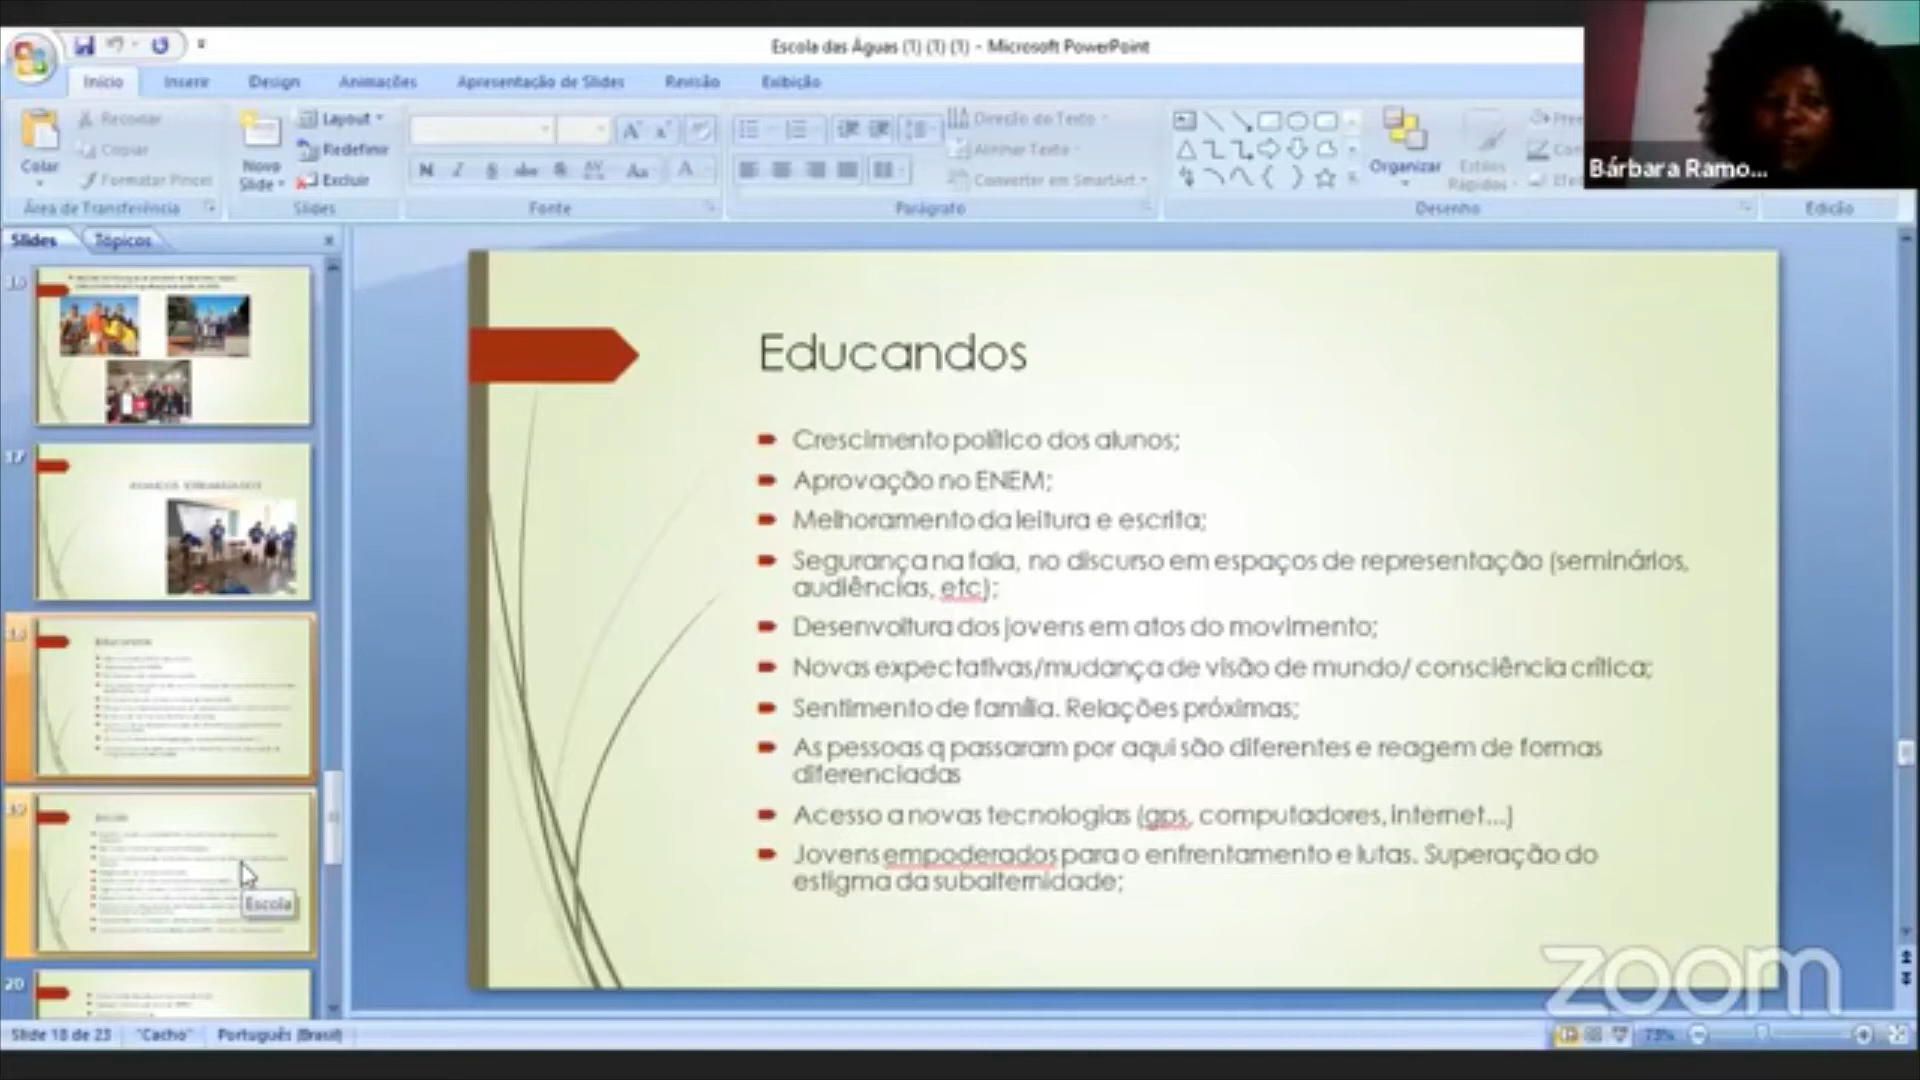 Escola das Águas (1) (1) (1) - Microsoft PowerPoint
Início Inserir Design Animações Apresentação de Slides Revisão Exibição
Colar
Recortar
Copiar
Formatar Pincel
Área de Transferência
Novo Slide
Layout
Redefinir
Excluir
Slides
Fonte
Direção do Texto
Alinhar Texto
Converter em SmartArt
Parágrafo
Organizar
Estilos Rápidos
Desenho
Edição
Bárbara Ramo...
Slides Tópicos
17
Educandos
Crescimento político dos alunos;
Aprovação no ENEM;
Melhoramento da leitura e escrita;
Segurança na fala, no discurso em espaços de representação (seminários,
audiências, etc);
Desenvoltura dos jovens em atos do movimento;
Novas expectativas/mudança de visão de mundo/ consciência crítica;
Sentimento de família. Relações próximas;
As pessoas q passaram por aqui são diferentes e reagem de formas
diferenciadas
Acesso a novas tecnologias (gps, computadores, internet...)
Jovens empoderados para o enfrentamento e lutas. Superação do
estigma da subalternidade;
Escola
20
zoom
Slide 18 de 23 "Cacho" Português (Brasil)
73%